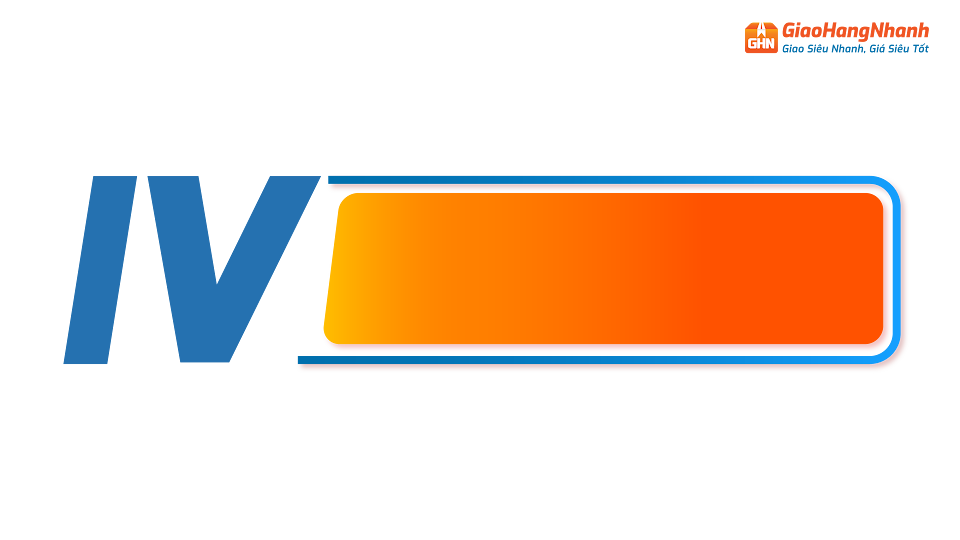 GHN
GiaoHangNhanh
Giao Siêu Nhanh, Giá Siêu Tốt
IV